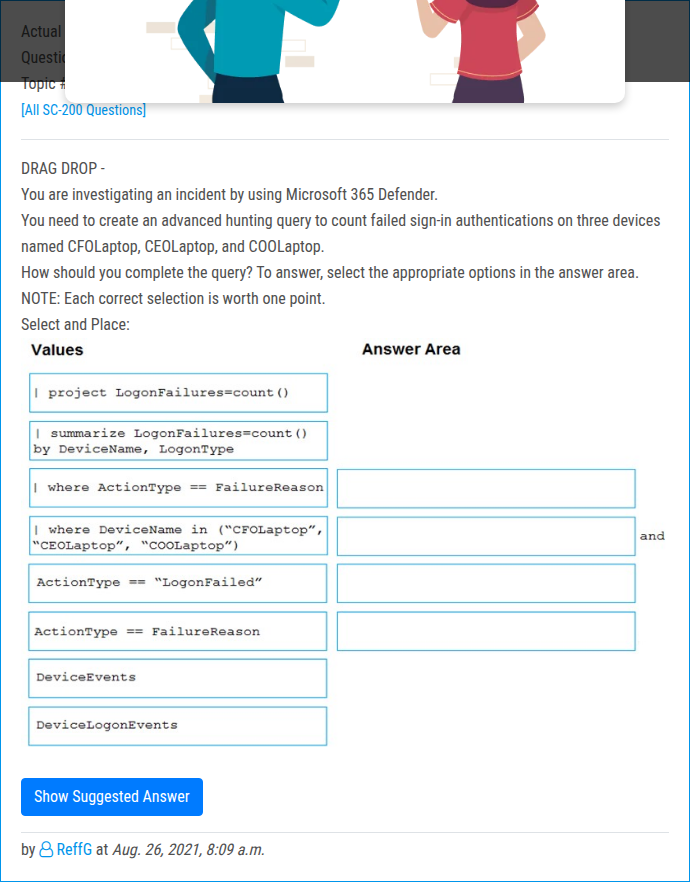 Actual
Questio
Topic #
[All SC-200 Questions]
DRAG DROP -
You are investigating an incident by using Microsoft 365 Defender.
You need to create an advanced hunting query to count failed sign-in authentications on three devices
named CFOLaptop, CEOLaptop, and COOLaptop.
How should you complete the query? To answer, select the appropriate options in the answer area.
NOTE: Each correct selection is worth one point.
Select and Place:
Values
Answer Area
| project LogonFailures=count()
| summarize LogonFailures=count()
by DeviceName, LogonType
| where ActionType == FailureReason
| where DeviceName in (“CFOLaptop”,
“CEOLaptop”, “COOLaptop”)
and
ActionType == “LogonFailed”
ActionType == FailureReason
DeviceEvents
DeviceLogonEvents
Show Suggested Answer
by ReffG at Aug. 26, 2021, 8:09 a.m.